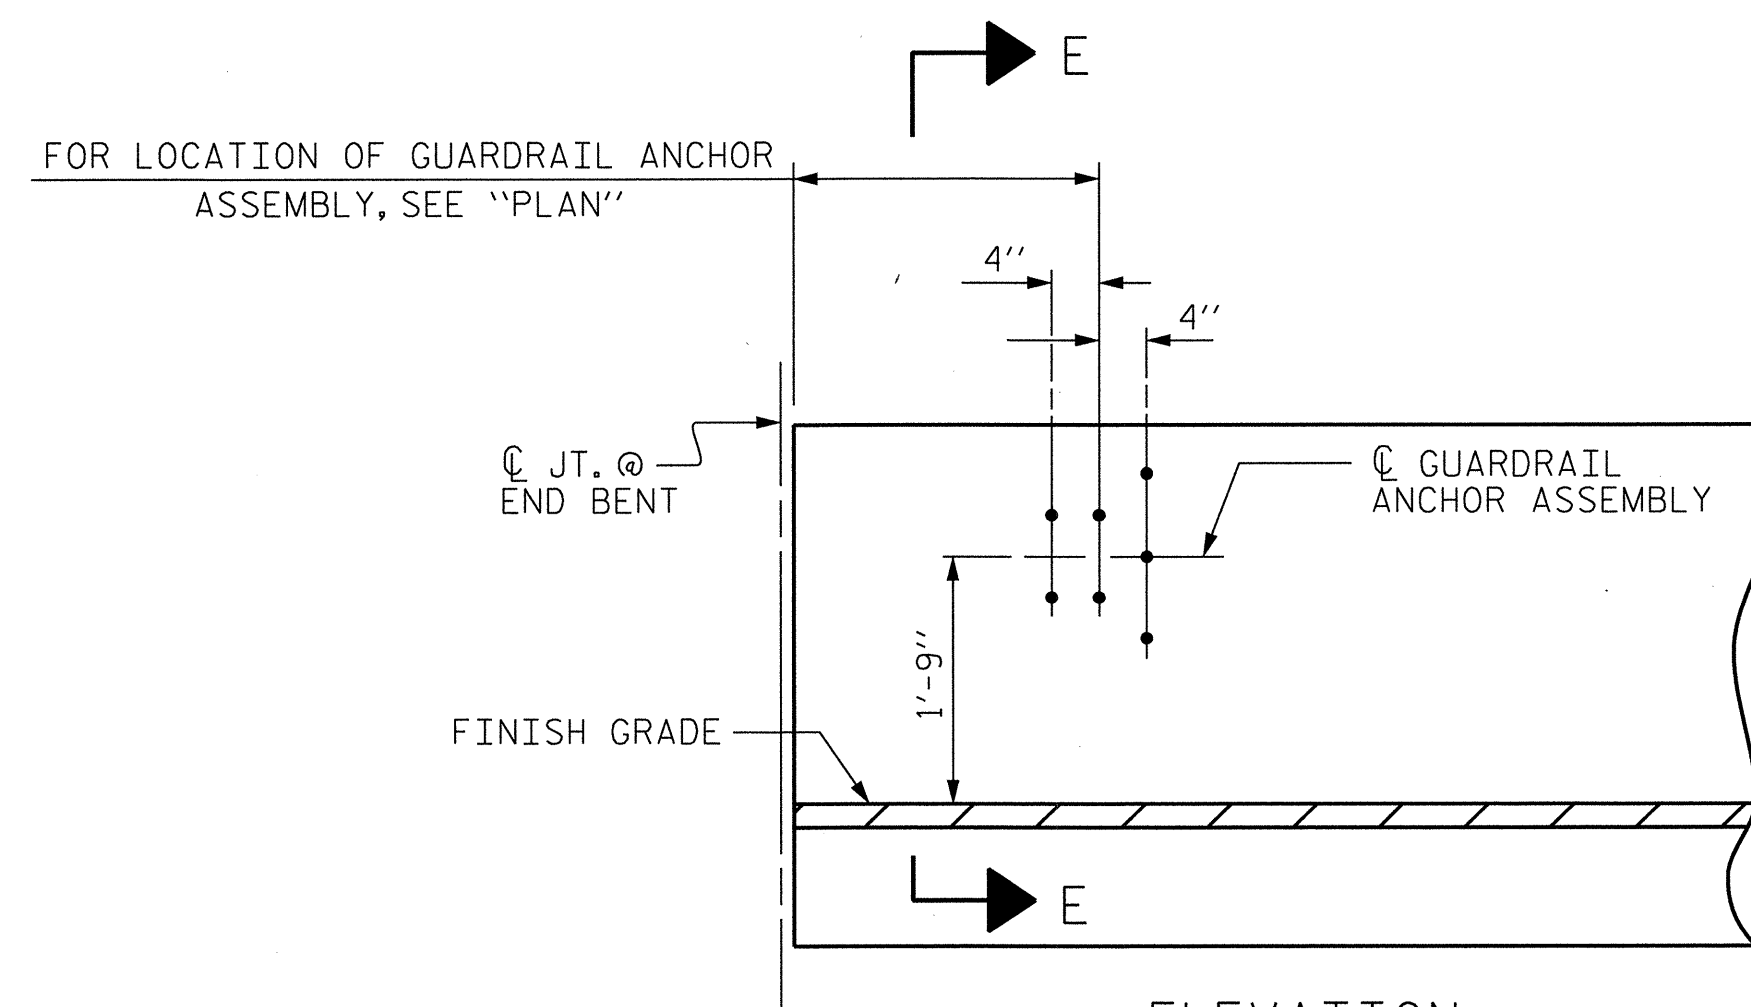 E
FOR LOCATION OF GUARDRAIL ANCHOR
ASSEMBLY, SEE "PLAN"
4"
4"
℄ JT. @
END BENT
℄ GUARDRAIL
ANCHOR ASSEMBLY
1'-9"
FINISH GRADE
E
ELEVATION